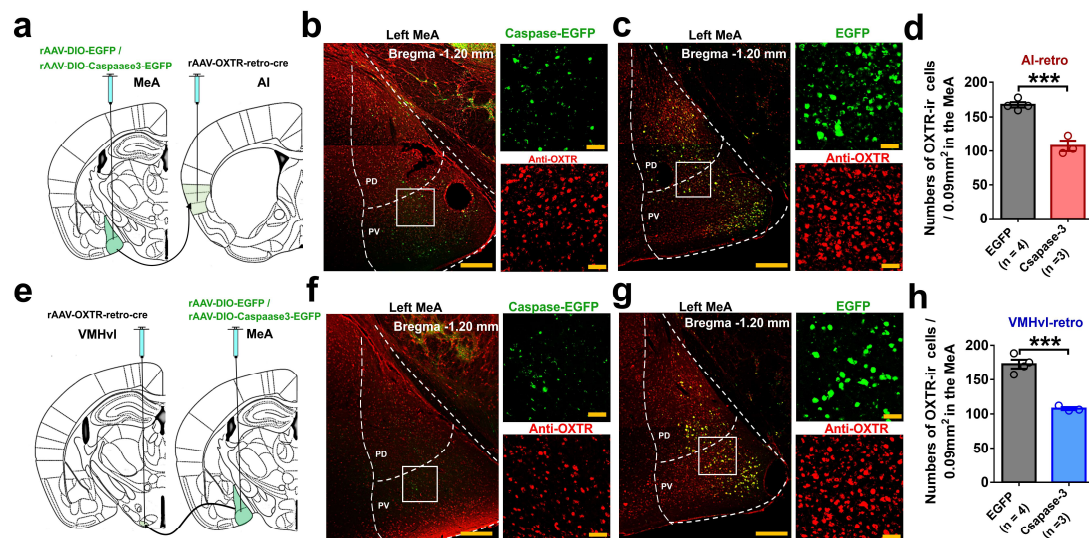 a
rAAV-DIO-EGFP /
rAAV-DIO-Caspaase3-EGFP
MeA
rAAV-OXTR-retro-cre
AI
b
Left MeA
Bregma -1.20 mm
PD
PV
Caspase-EGFP
Anti-OXTR
c
Left MeA
Bregma -1.20 mm
PD
PV
EGFP
Anti-OXTR
d
AI-retro
Numbers of OXTR-ir cells
/ 0.09mm² in the MeA
200
150
100
50
0
***
EGFP
(n = 4)
Csapase-3
(n =3)
e
rAAV-OXTR-retro-cre
VMHvl
rAAV-DIO-EGFP /
rAAV-DIO-Caspase3-EGFP
MeA
f
Left MeA
Bregma -1.20 mm
PD
PV
Caspase-EGFP
Anti-OXTR
g
Left MeA
Bregma -1.20 mm
PD
PV
EGFP
Anti-OXTR
h
VMHvl-retro
Numbers of OXTR-ir cells /
0.09mm² in the MeA
200
150
100
50
0
***
EGFP
(n = 4)
Csapase-3
(n =3)